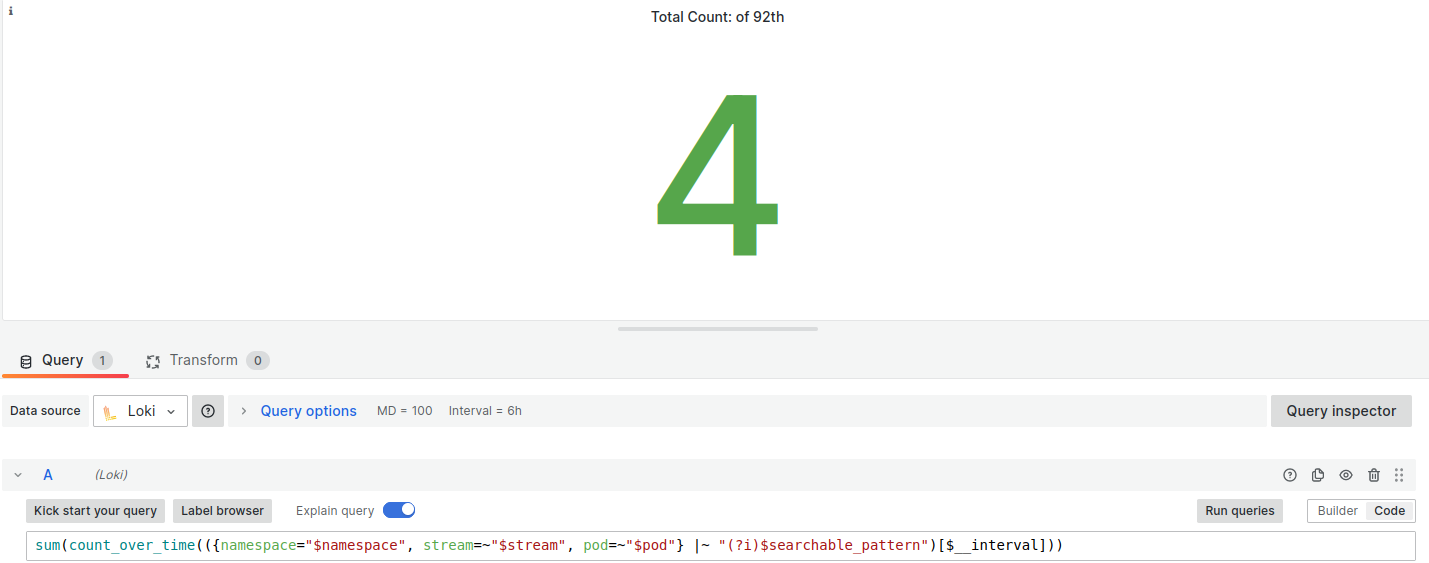 i
Total Count: of 92th
4
Query 1 Transform 0
Data source Loki ? > Query options MD = 100 Interval = 6h Query inspector
A (Loki)
Kick start your query Label browser Explain query Run queries Builder Code
sum(count_over_time(({namespace="$namespace", stream=~"$stream", pod=~"$pod"} |~ "(?i)$searchable_pattern")[$__interval]))